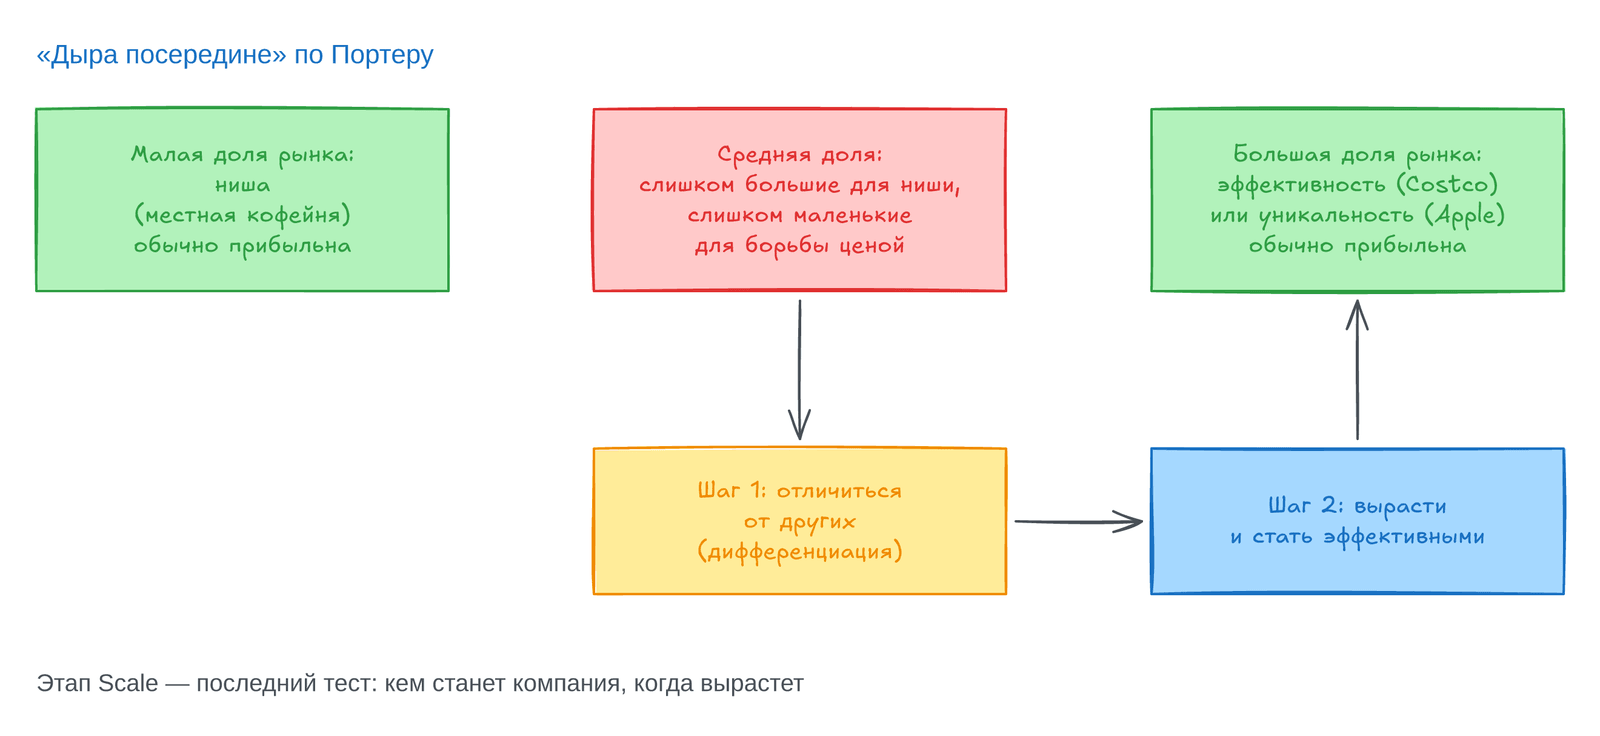 «Дыра посередине» по Портеру
Малая доля рынка:
ниша
(местная кофейня)
обычно прибыльна
Средняя доля:
слишком большие для ниши,
слишком маленькие
для борьбы ценой
Большая доля рынка:
эффективность (Costco)
или уникальность (Apple)
обычно прибыльна
Шаг 1: отличиться
от других
(дифференциация)
Шаг 2: вырасти
и стать эффективными
Этап Scale — последний тест: кем станет компания, когда вырастет